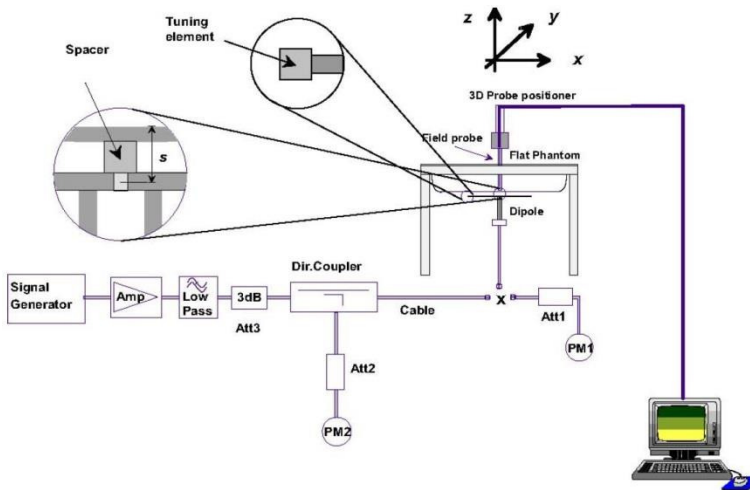 Tuning
element
Spacer
s
z
y
x
3D Probe positioner
Field probe
Flat Phantom
Dipole
Dir.Coupler
Signal
Generator
Amp
Low
Pass
3dB
Att3
Cable
x
Att1
PM1
Att2
PM2